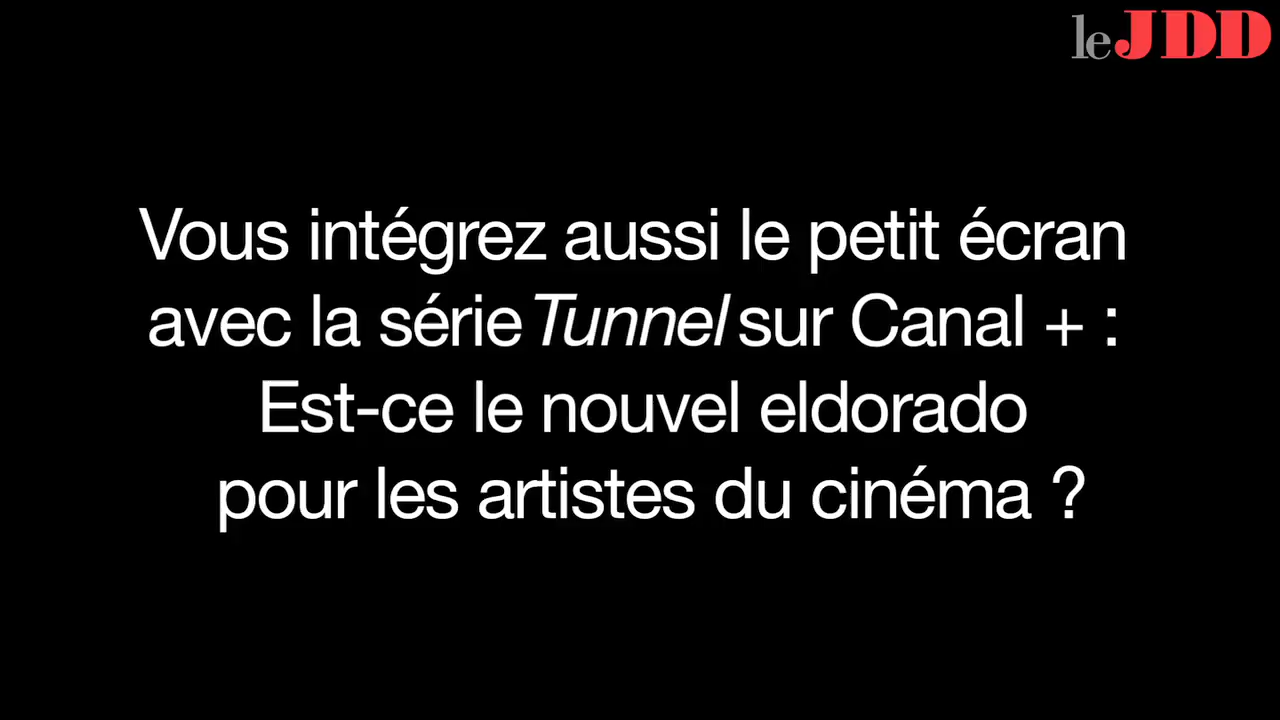 leJDD
Vous intégrez aussi le petit écran
avec la série Tunnel sur Canal + :
Est-ce le nouvel eldorado
pour les artistes du cinéma ?